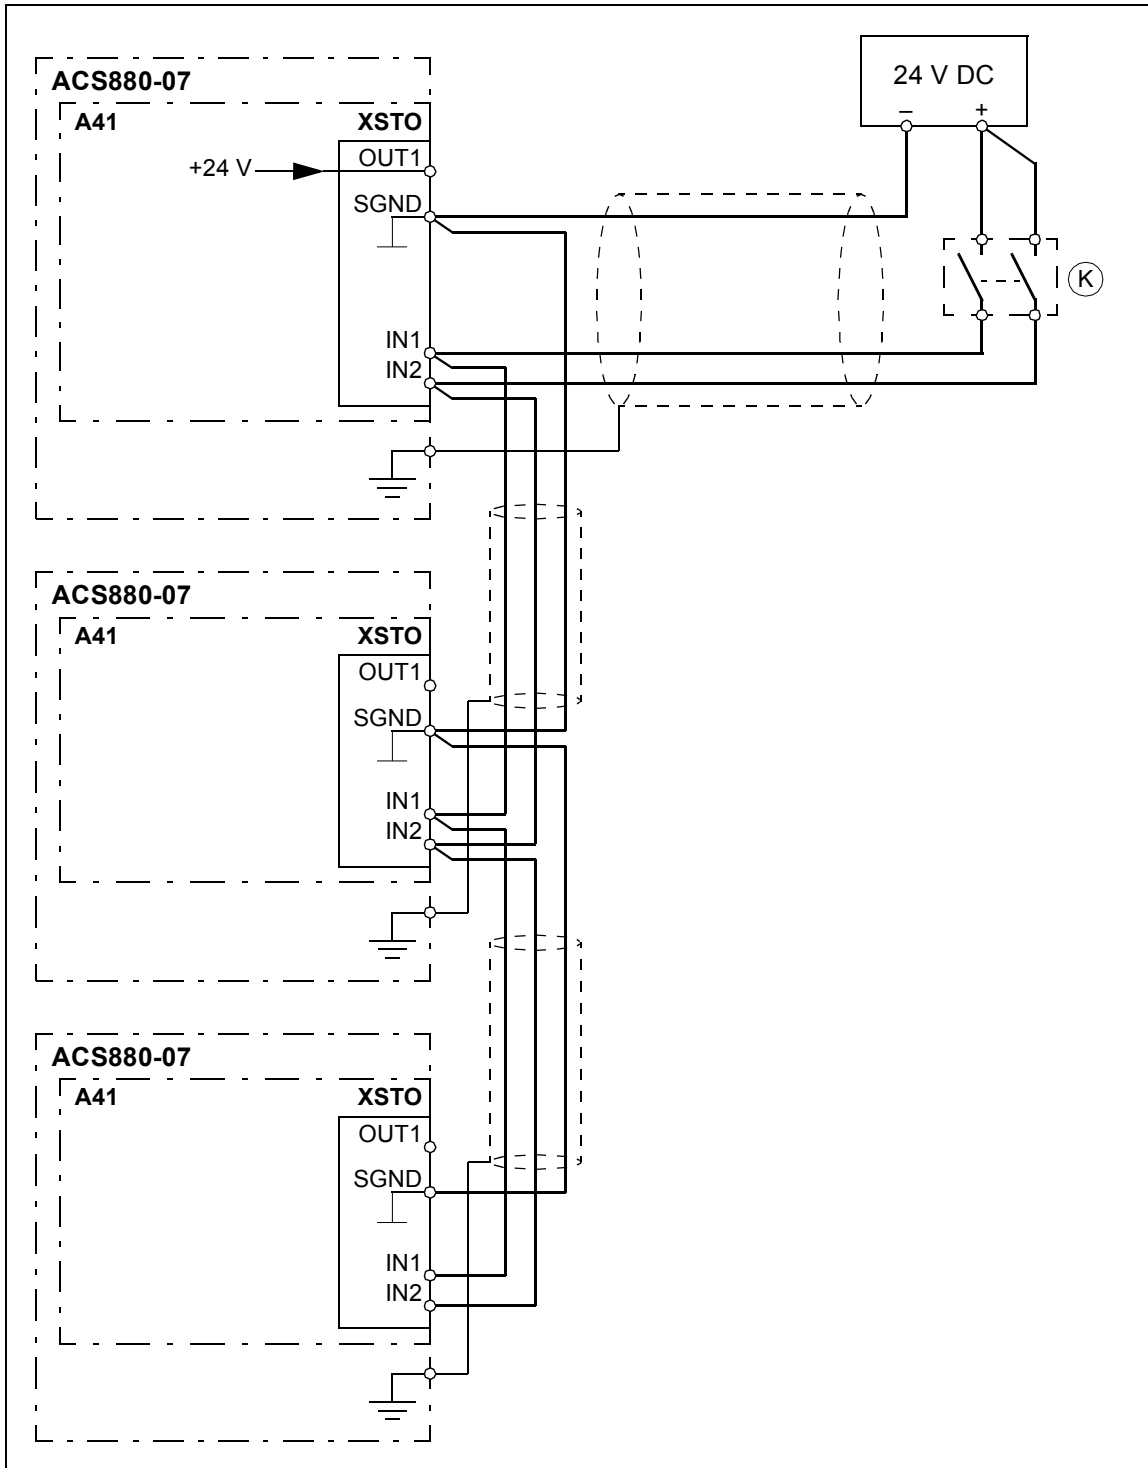 24 V DC
– +
ACS880-07
A41 XSTO
+24 V OUT1
SGND
K
IN1
IN2
ACS880-07
A41 XSTO
OUT1
SGND
IN1
IN2
ACS880-07
A41 XSTO
OUT1
SGND
IN1
IN2